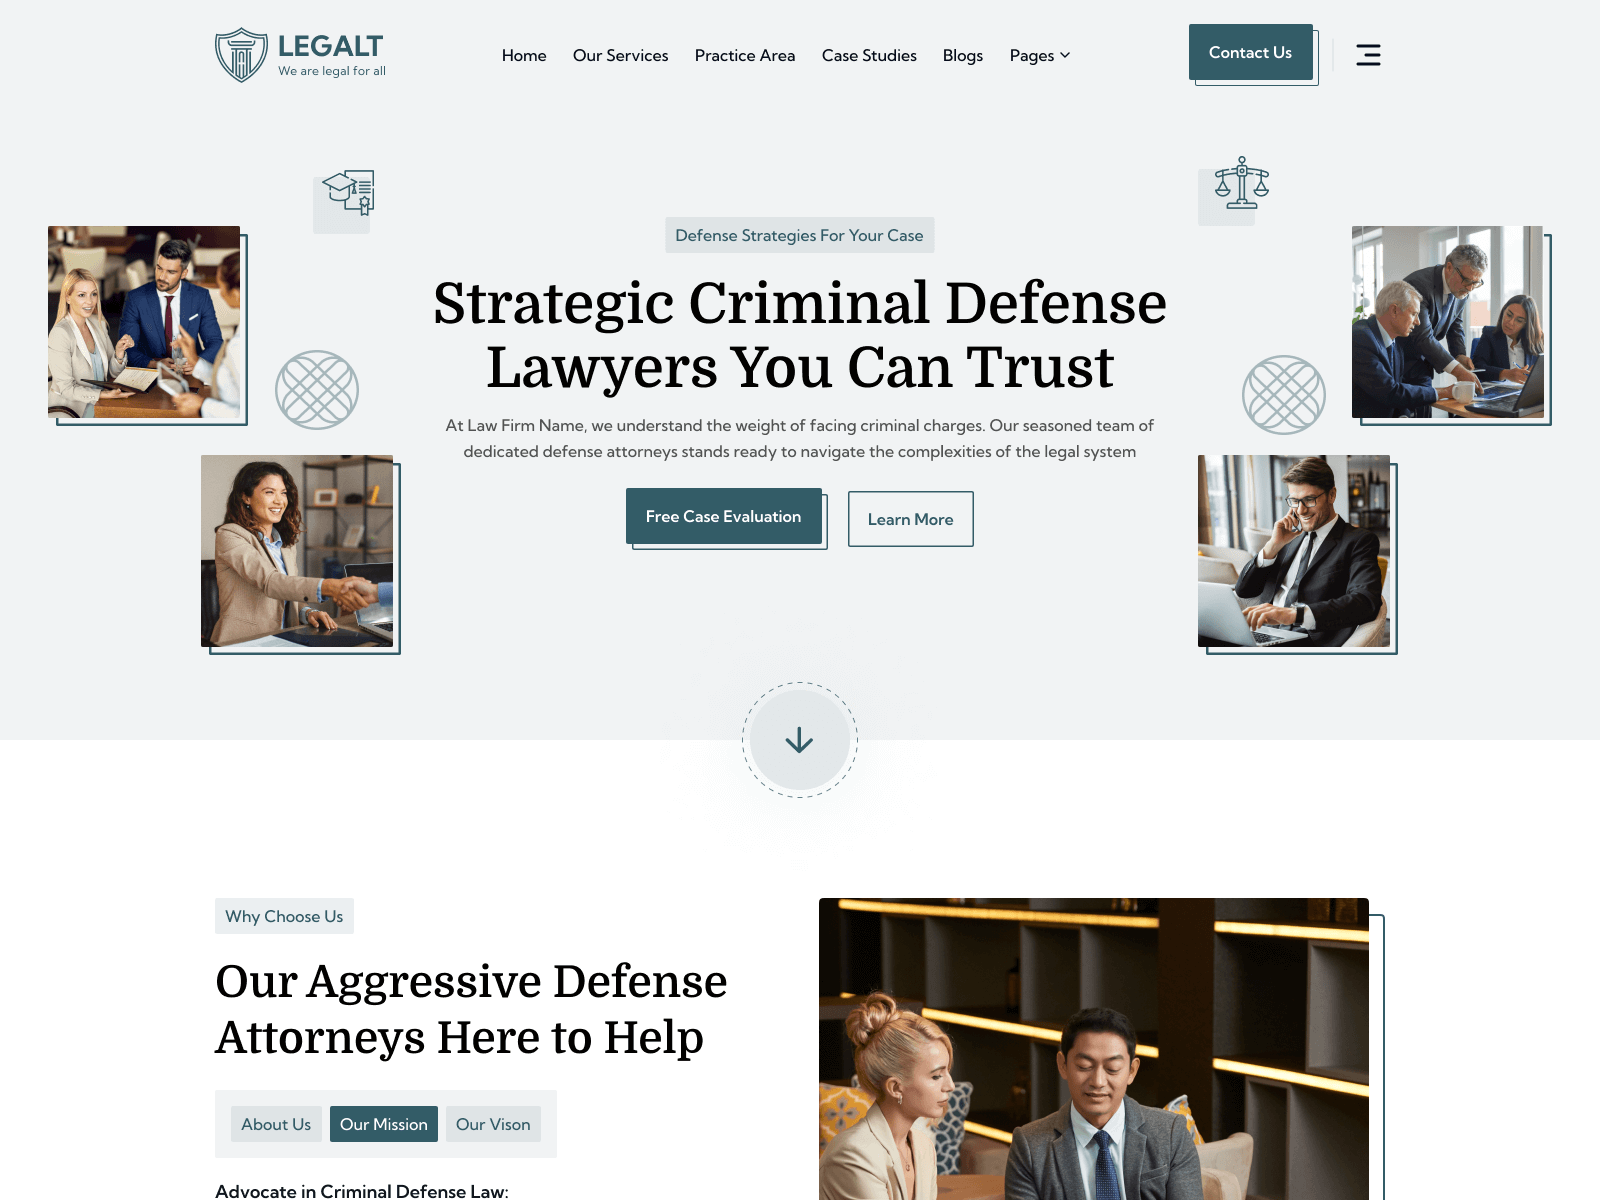 LEGALT
We are legal for all
Home Our Services Practice Area Case Studies Blogs Pages
Contact Us
Defense Strategies For Your Case
Strategic Criminal Defense
Lawyers You Can Trust
At Law Firm Name, we understand the weight of facing criminal charges. Our seasoned team of
dedicated defense attorneys stands ready to navigate the complexities of the legal system
Free Case Evaluation
Learn More
Why Choose Us
Our Aggressive Defense
Attorneys Here to Help
About Us Our Mission Our Vison
Advocate in Criminal Defense Law: